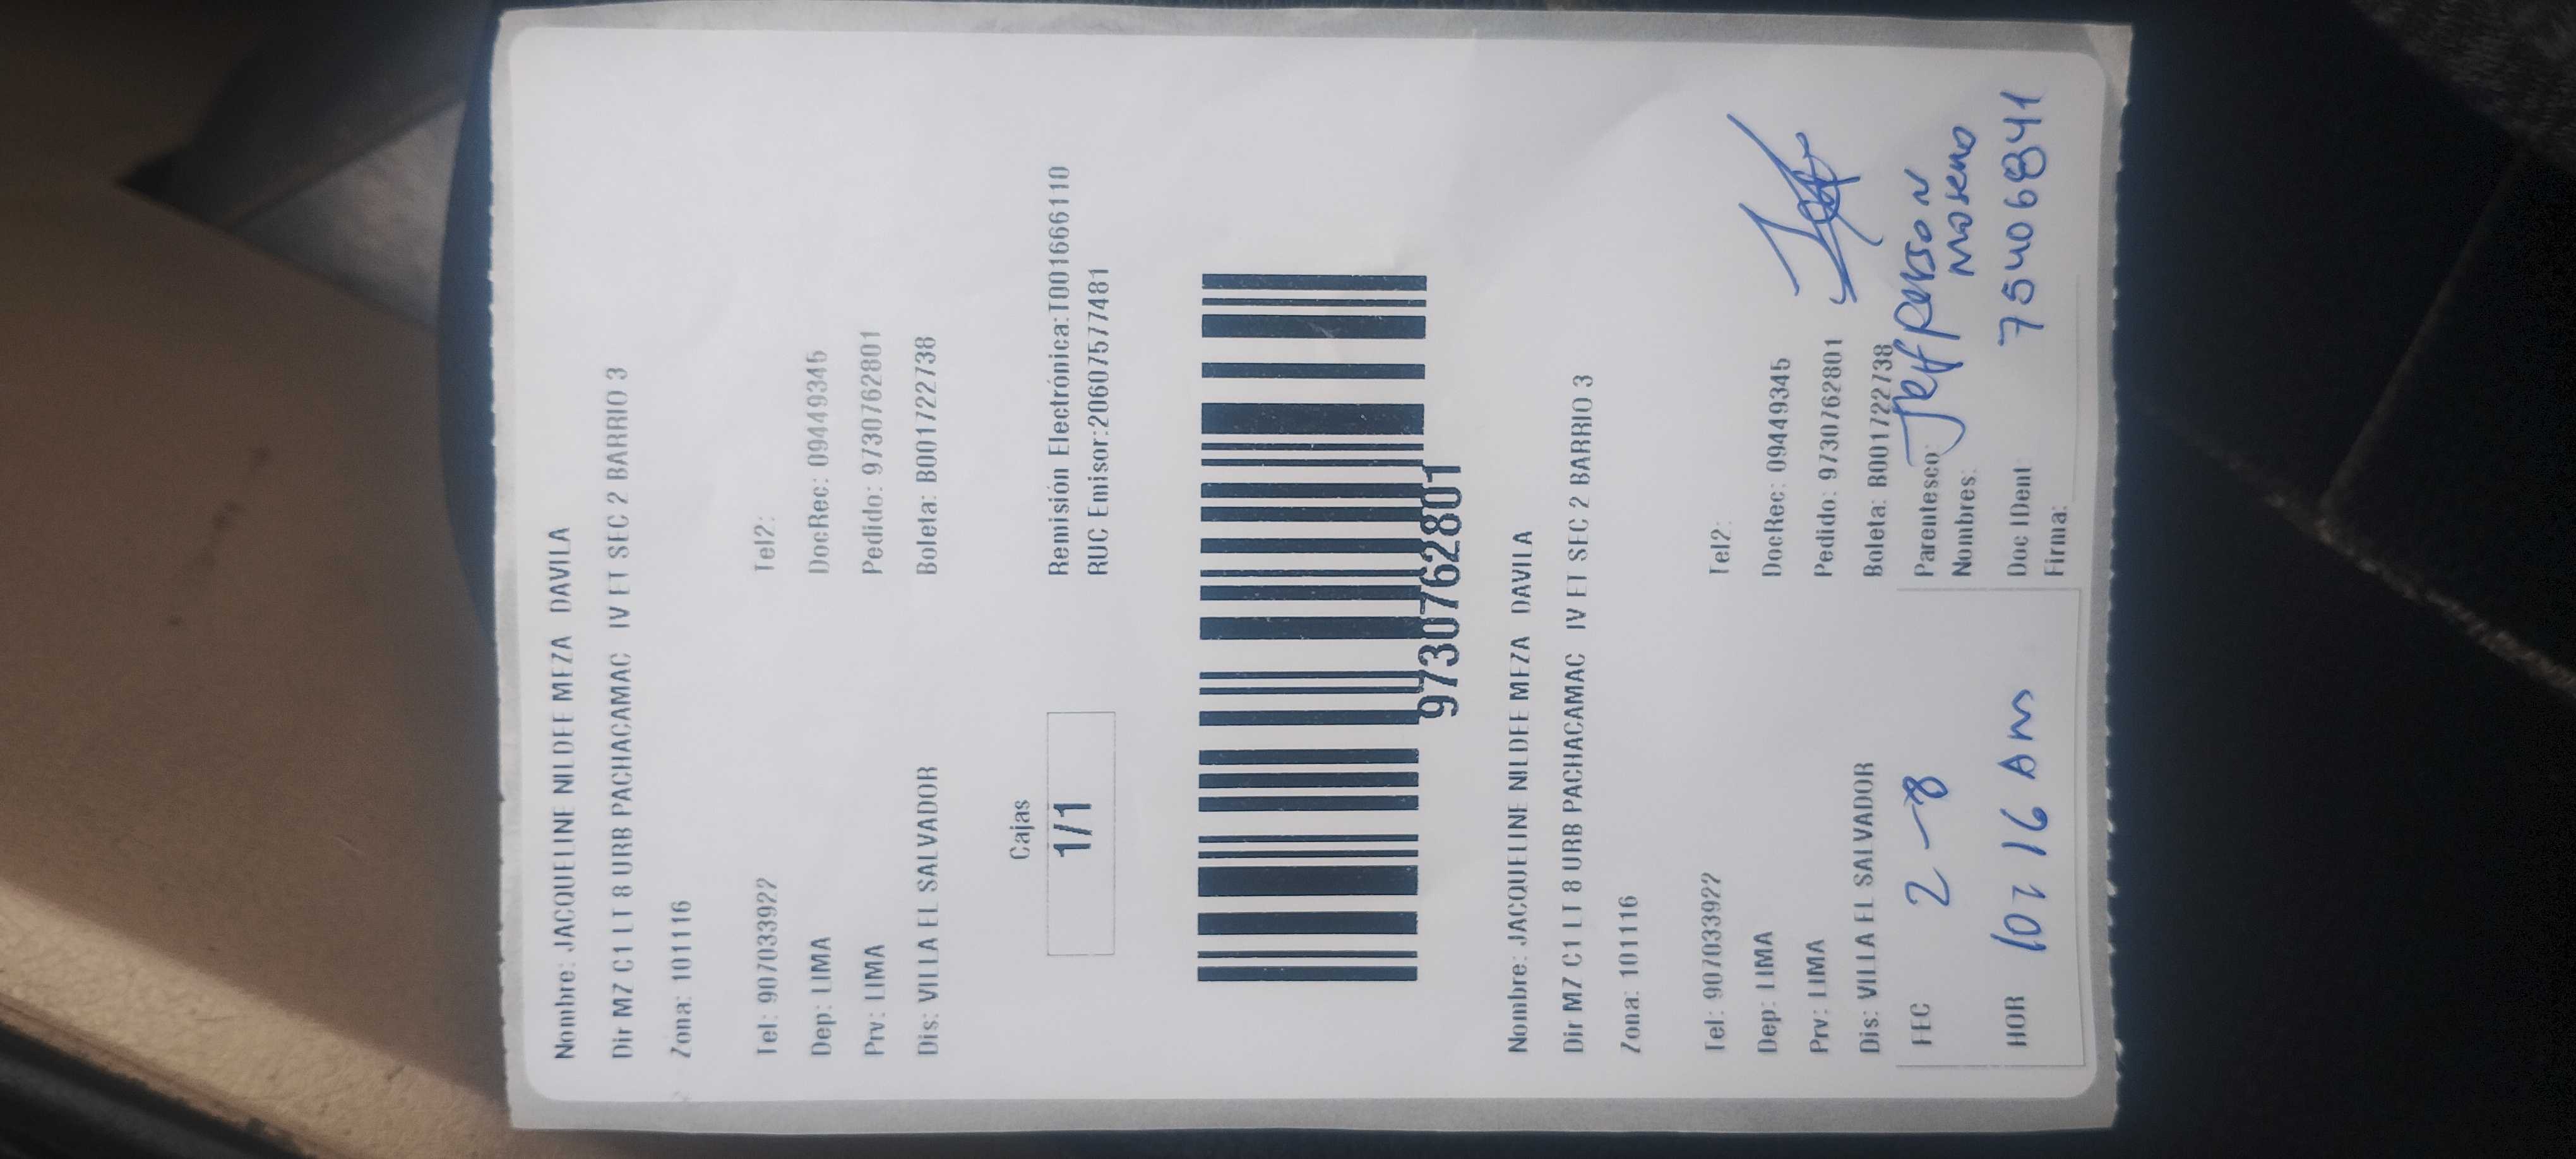 Nombre: JACQUELINE NILDEE MEZA DAVILA
Dir MZ C1 LT 8 URB PACHACAMAC IV ET SEC 2 BARRIO 3
Zona: 101116
Tel: 907033922 Tel2:
Dep: LIMA DocRec: 09449345
Prv: LIMA Pedido: 9730762801
Dis: VILLA EL SALVADOR Boleta: B001722738
Cajas
1/1
Remisión Electrónica:T001666110
RUC Emisor:20607577481
9730762801
Nombre: JACQUELINE NILDEE MEZA DAVILA
Dir MZ C1 LT 8 URB PACHACAMAC IV ET SEC 2 BARRIO 3
Zona: 101116
Tel: 907033922 Tel2:
Dep: LIMA DocRec: 09449345
Prv: LIMA Pedido: 9730762801
Dis: VILLA EL SALVADOR Boleta: B001722738
FEC 2-8
HOR 10: 16 Am
Parentesco: Jefferson
Nombres: Moreno
Doc IDent: 75406841
Firma: